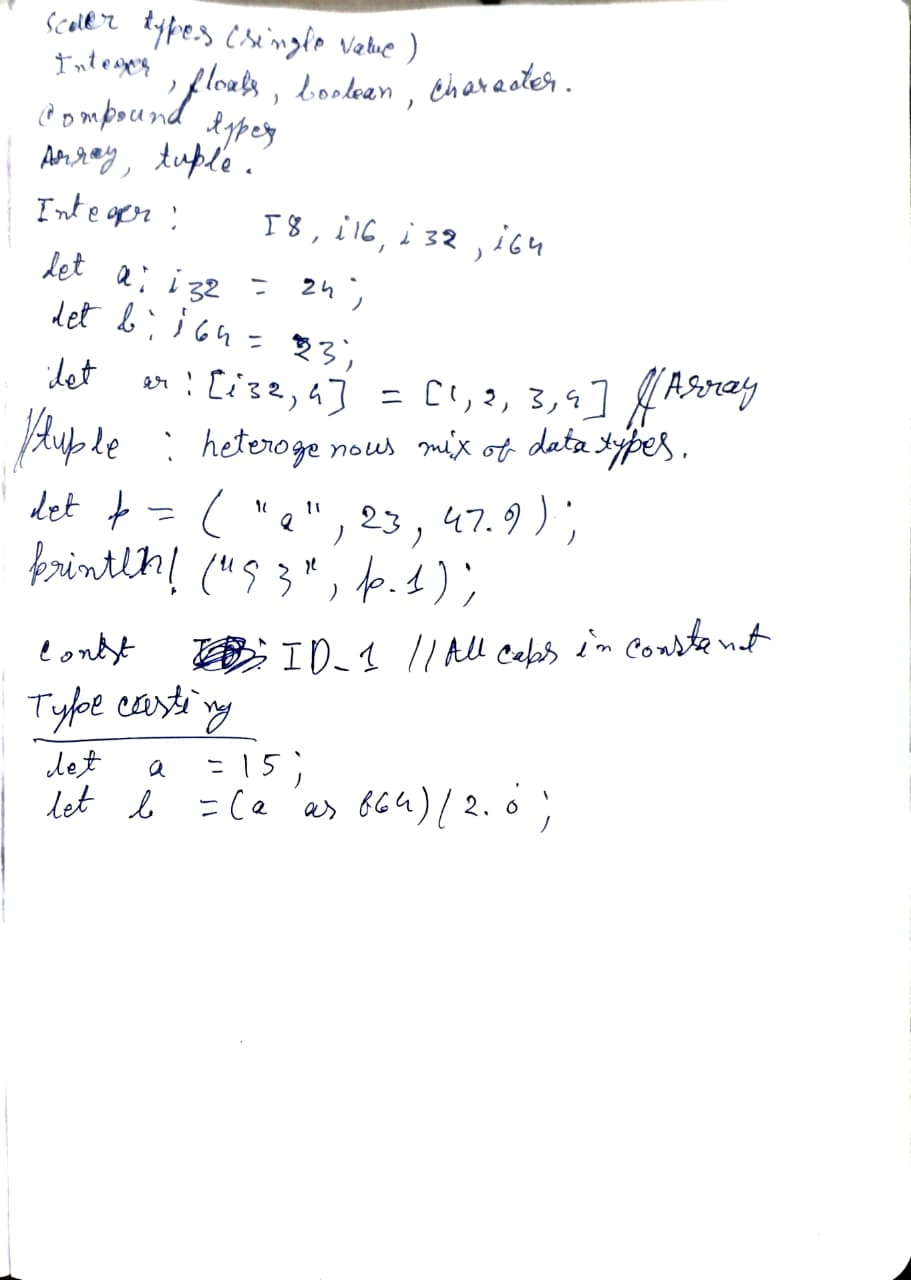 Scaler types (single value)
Integer, floats, boolean, character.
Compound types
Array, tuple.
Integer: I8, i16, i32, i64
let a: i32 = 24;
let b: i64 = 23;
let ar: [i32,4] = [1,2,3,4] //Array
//tuple : heterogenous mix of data types.
let p = ("a", 23, 47.9);
println! ("{}", p.1);
const ID_1 //All caps in constant
Type casting
let a = 15;
let b = (a as f64)/2.0;